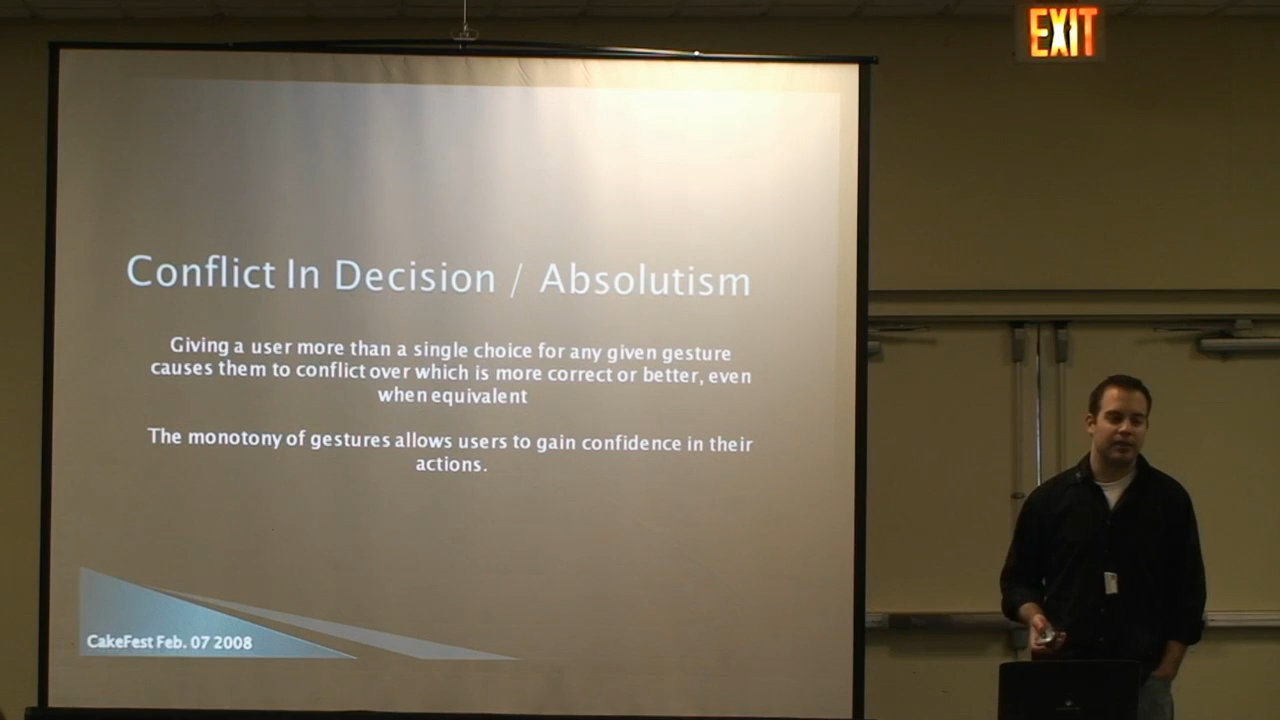 EXIT
Conflict In Decision / Absolutism
Giving a user more than a single choice for any given gesture
causes them to conflict over which is more correct or better, even
when equivalent
The monotony of gestures allows users to gain confidence in their
actions.
CakeFest Feb. 07 2008